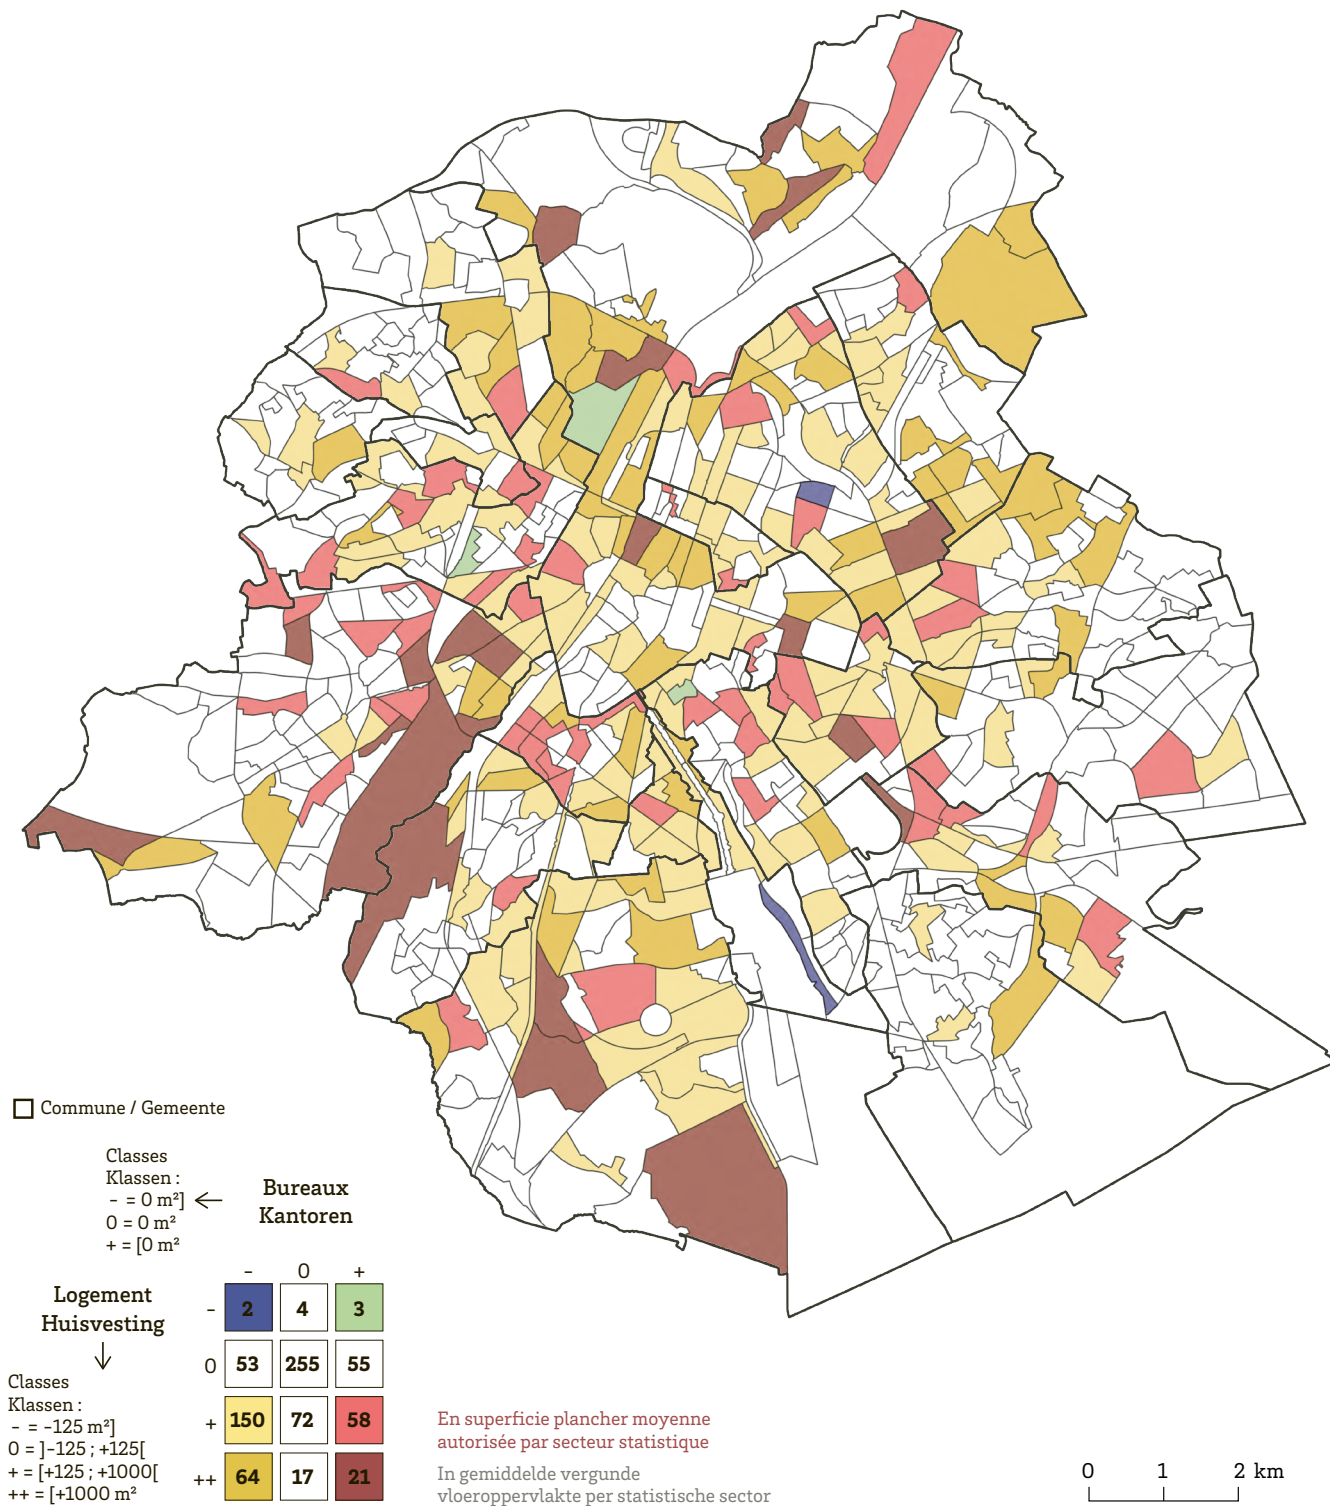 Commune / Gemeente
Classes
Klassen :
- = 0 m²]
0 = 0 m²
+ = [0 m²
Bureaux
Kantoren
- 0 +
Logement
Huisvesting
- 2 4 3
0 53 255 55
+ 150 72 58
++ 64 17 21
Classes
Klassen :
- = -125 m²]
0 = ]-125 ; +125[
+ = [+125 ; +1000[
++ = [+1000 m²
En superficie plancher moyenne
autorisée par secteur statistique
In gemiddelde vergunde
vloeroppervlakte per statistische sector
0 1 2 km